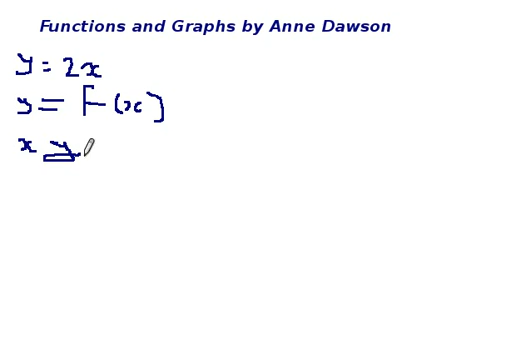 Functions and Graphs by Anne Dawson
y = 2x
y = F(x)
x y